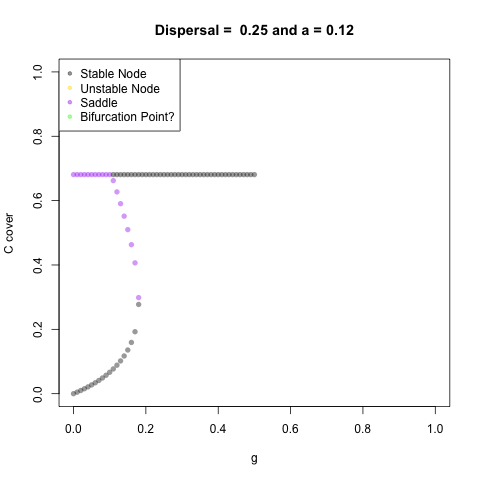 Dispersal =  0.25 and a = 0.12
Stable Node
Unstable Node
Saddle
Bifurcation Point?
1.0
0.8
0.6
0.4
0.2
0.0
C cover
0.0 0.2 0.4 0.6 0.8 1.0
g